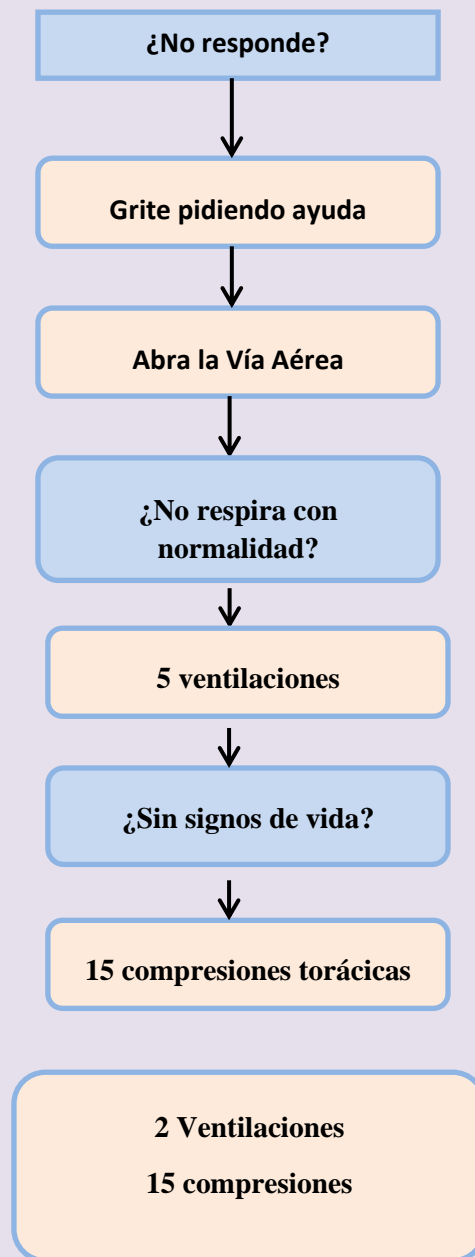 ¿No responde?
Grite pidiendo ayuda
Abra la Vía Aérea
¿No respira con
normalidad?
5 ventilaciones
¿Sin signos de vida?
15 compresiones torácicas
2 Ventilaciones
15 compresiones